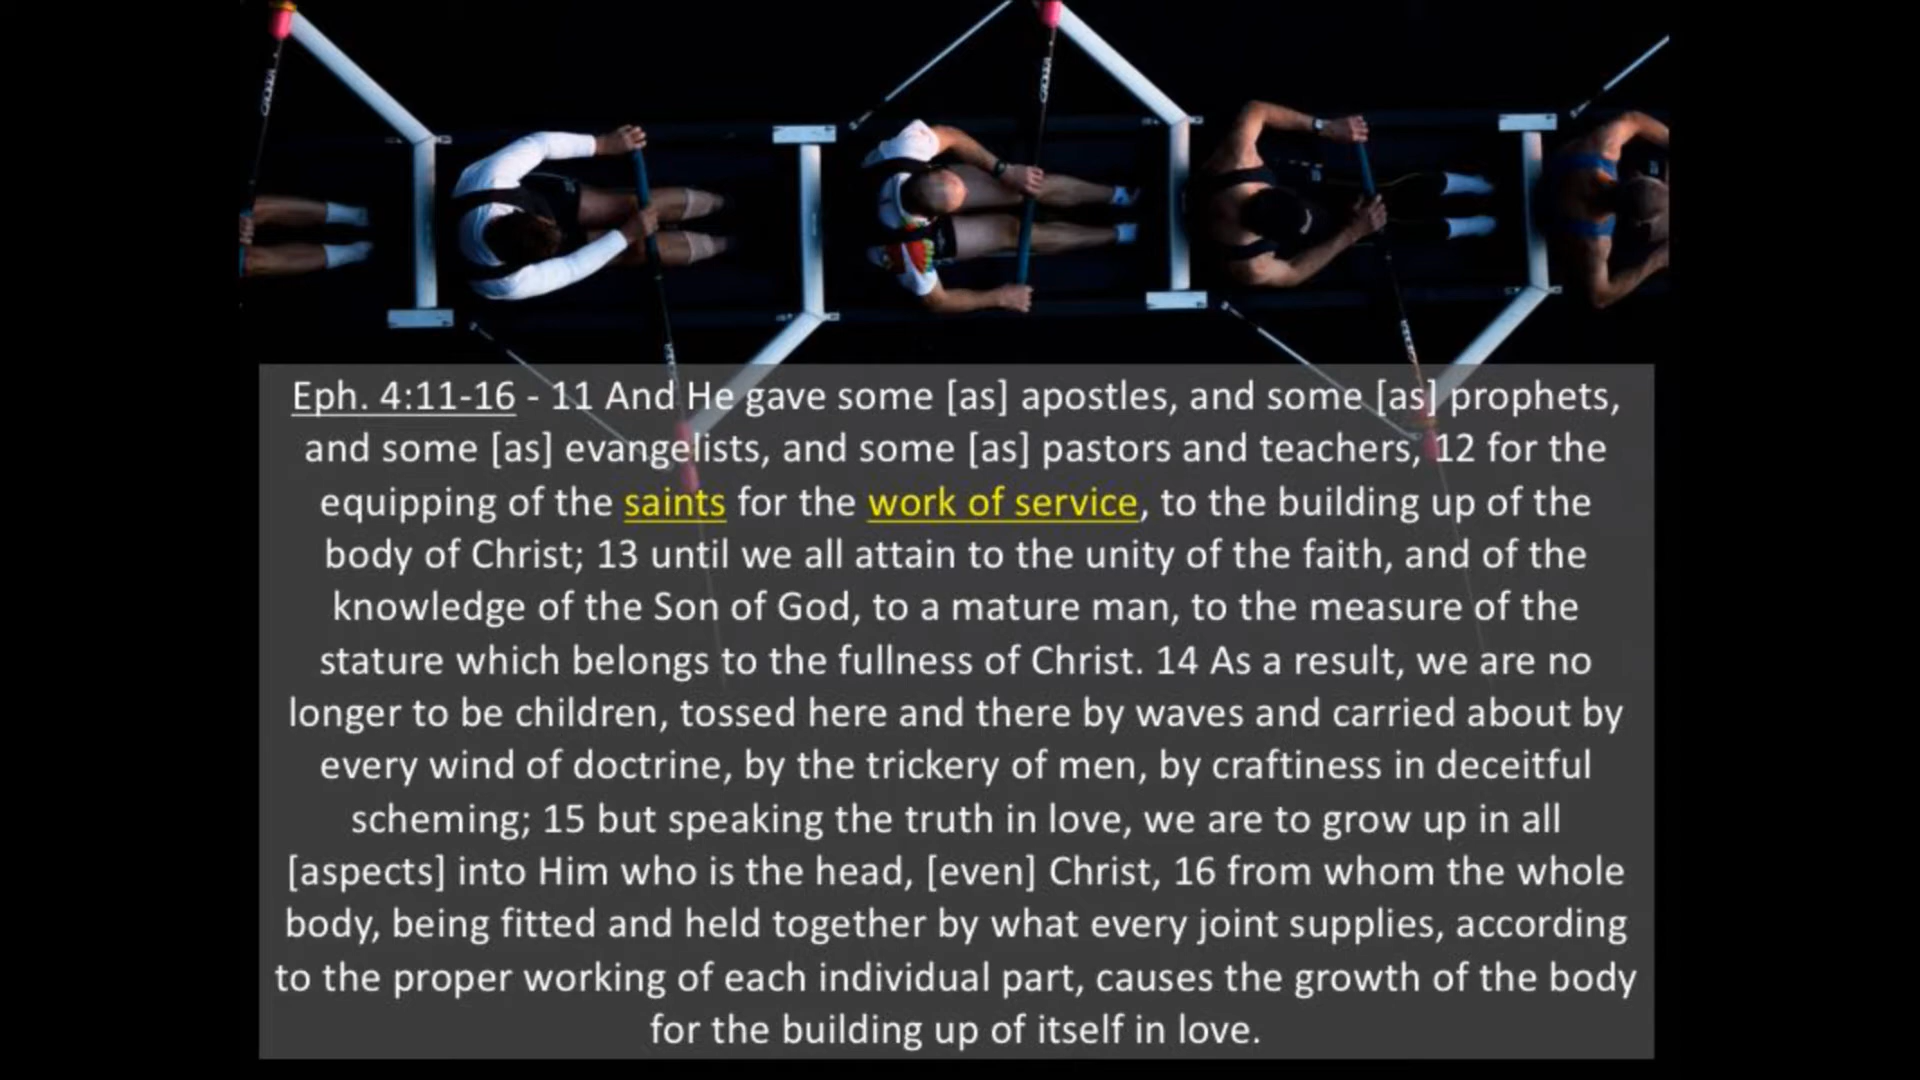 Eph. 4:11-16 - 11 And He gave some [as] apostles, and some [as] prophets,
and some [as] evangelists, and some [as] pastors and teachers, 12 for the
equipping of the saints for the work of service, to the building up of the
body of Christ; 13 until we all attain to the unity of the faith, and of the
knowledge of the Son of God, to a mature man, to the measure of the
stature which belongs to the fullness of Christ. 14 As a result, we are no
longer to be children, tossed here and there by waves and carried about by
every wind of doctrine, by the trickery of men, by craftiness in deceitful
scheming; 15 but speaking the truth in love, we are to grow up in all
[aspects] into Him who is the head, [even] Christ, 16 from whom the whole
body, being fitted and held together by what every joint supplies, according
to the proper working of each individual part, causes the growth of the body
for the building up of itself in love.